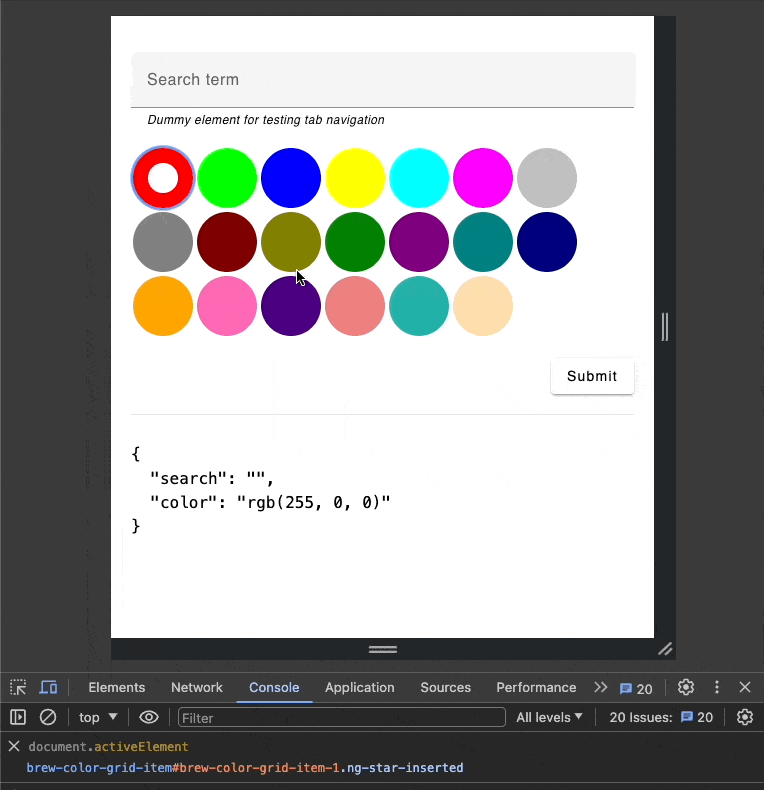 Search term
Dummy element for testing tab navigation
Submit
{
"search": "",
"color": "rgb(255, 0, 0)"
}
Elements Network Console Application Sources Performance 20
top Filter All levels 20 Issues: 20
document.activeElement
brew-color-grid-item#brew-color-grid-item-1.ng-star-inserted